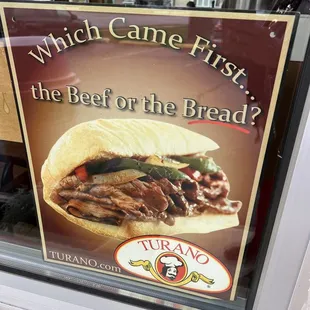 Which Came First...
the Beef or the Bread?
TURANO
TURANO.com